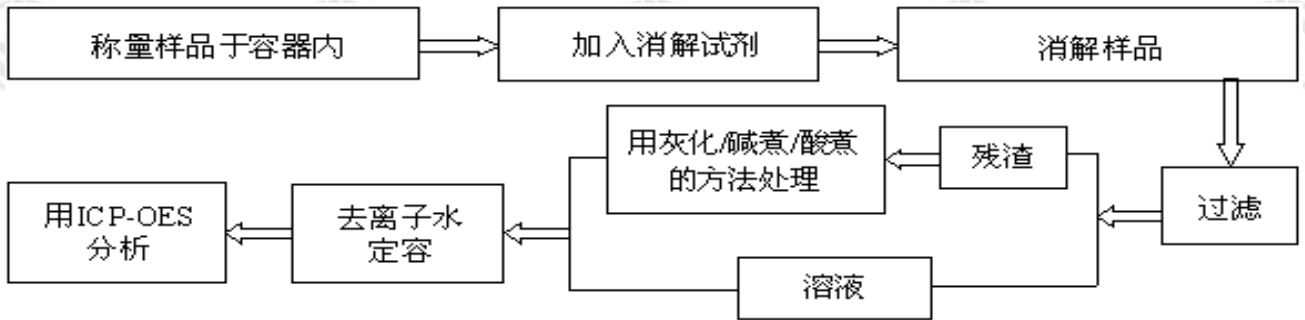 称量样品于容器内
加入消解试剂
消解样品
过滤
残渣
用灰化/碱煮/酸煮
的方法处理
溶液
去离子水
定容
用ICP-OES
分析